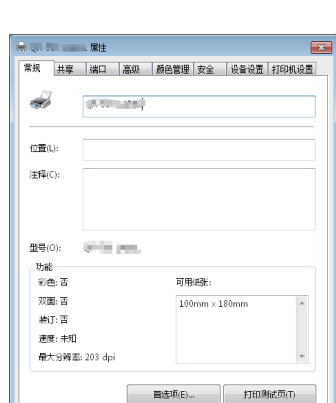 属性
常规 共享 端口 高级 颜色管理 安全 设备设置 打印机设置
位置(L):
注释(C):
型号(O):
功能
彩色: 否
可用纸张:
双面: 否
100mm x 180mm
装订: 否
速度: 未知
最大分辨率: 203 dpi
首选项(E)...
打印测试页(T)